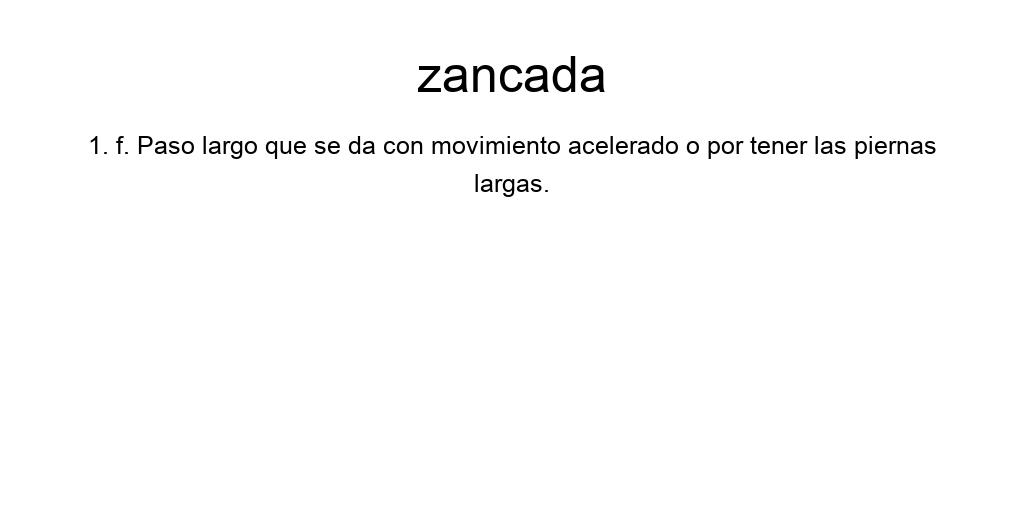 zancada
1. f. Paso largo que se da con movimiento acelerado o por tener las piernas
largas.